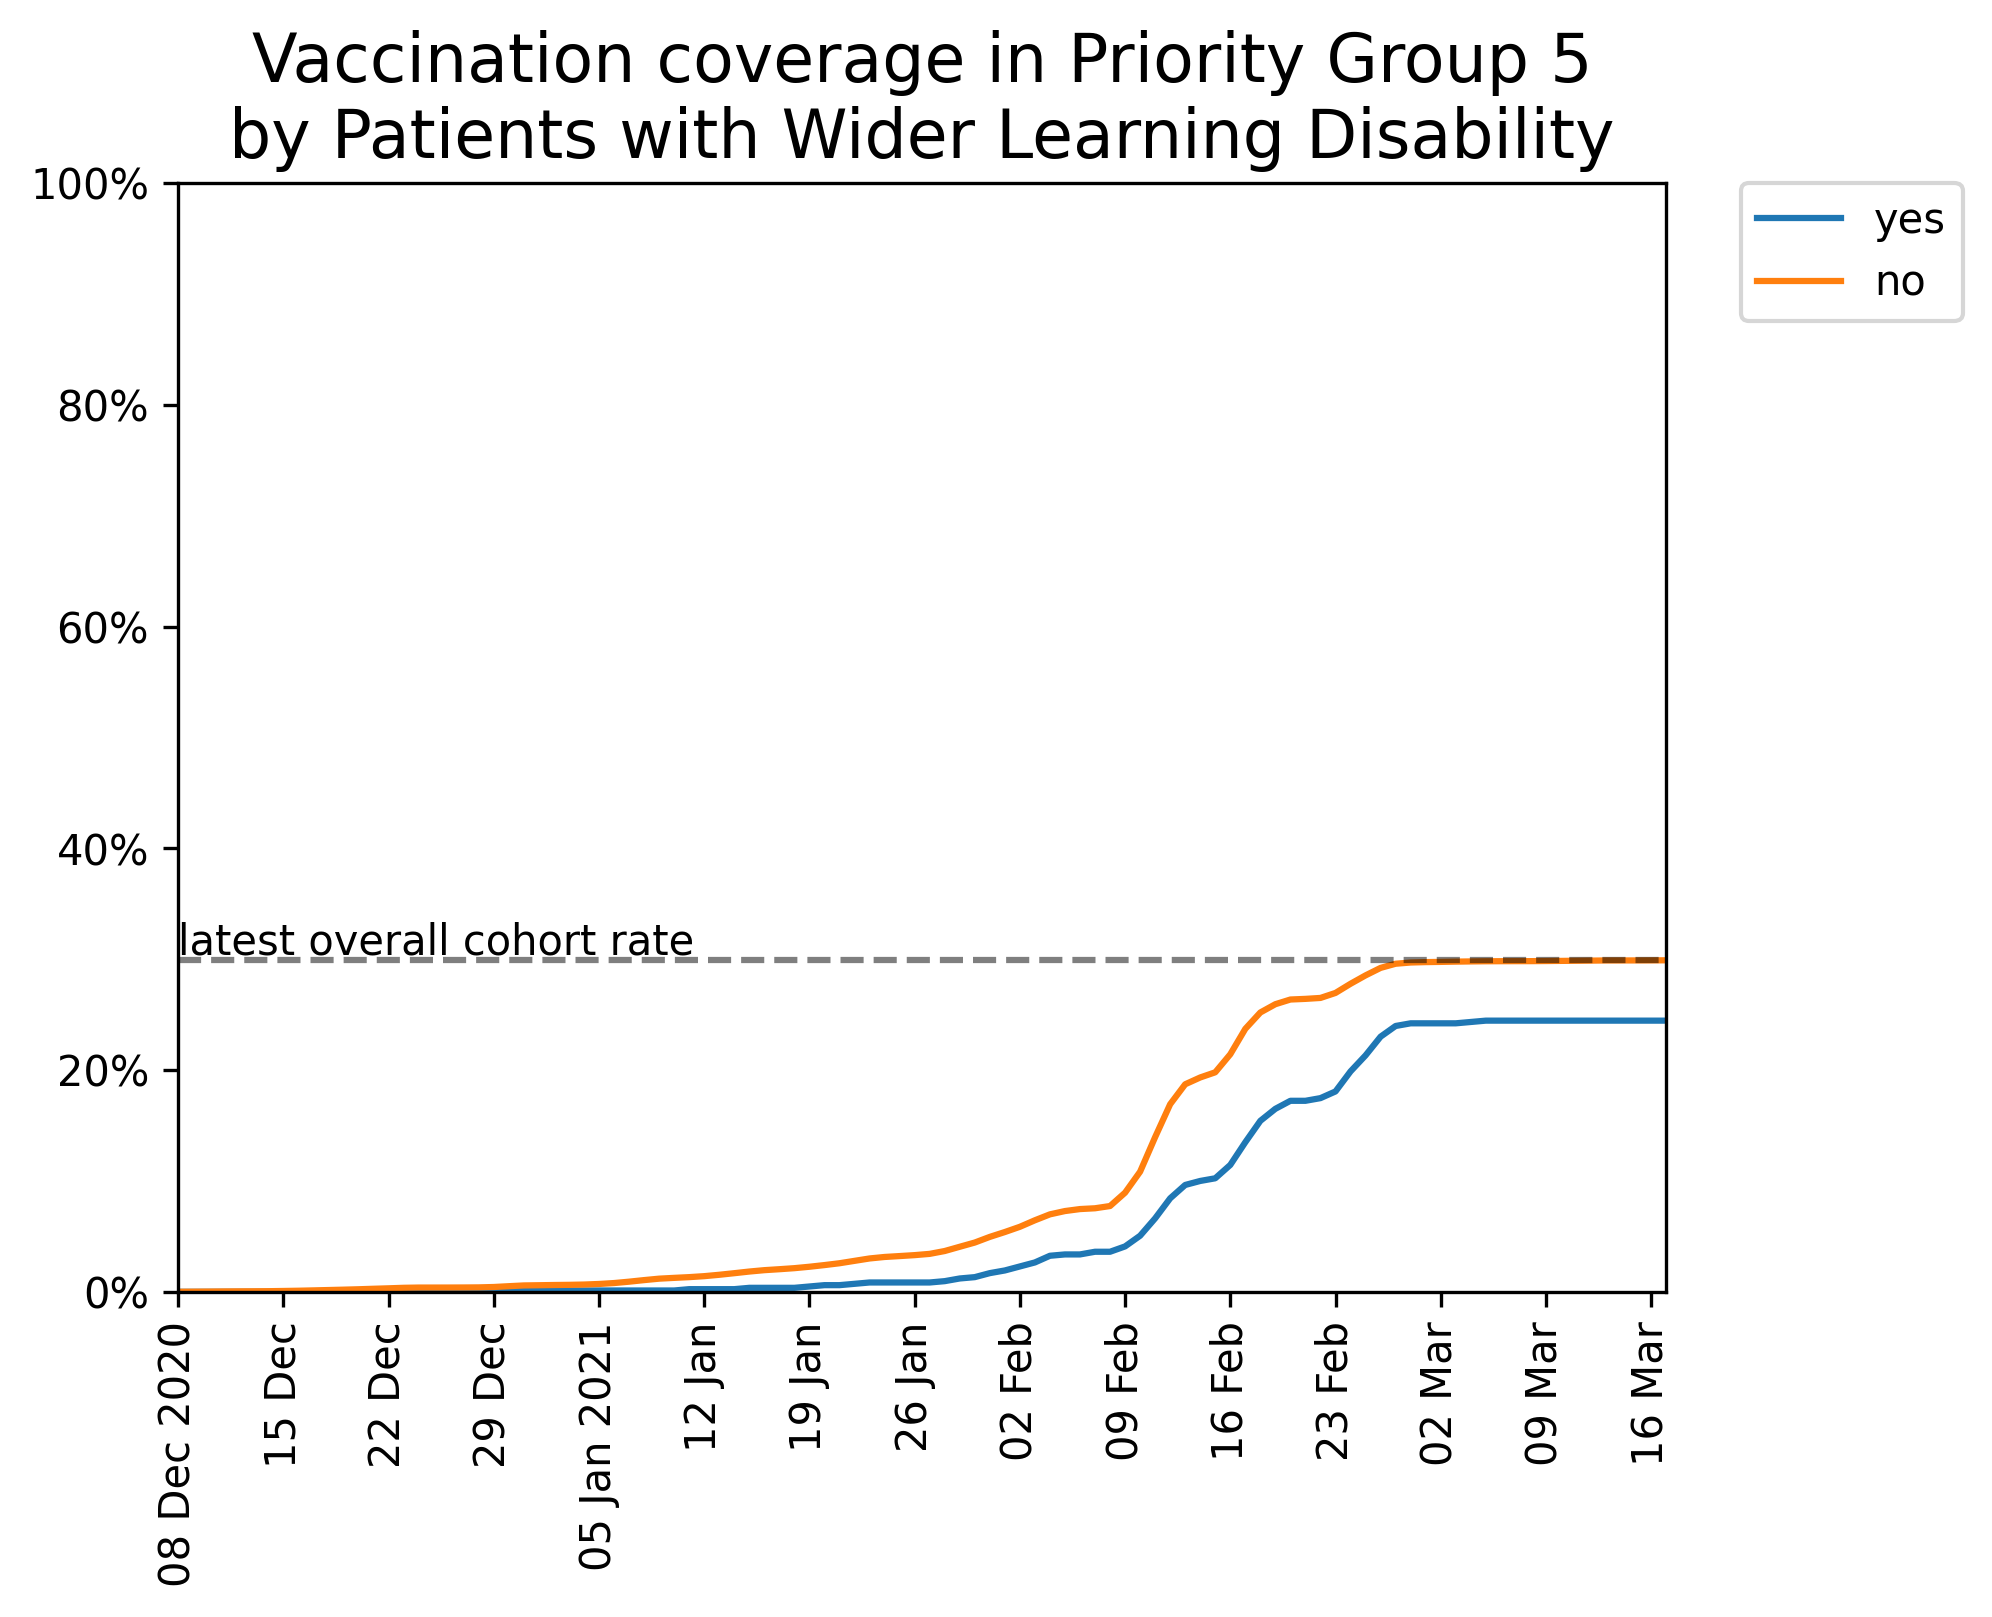 Vaccination coverage in Priority Group 5
by Patients with Wider Learning Disability
100%
80%
60%
40%
20%
0%
latest overall cohort rate
yes
no
08 Dec 2020
15 Dec
22 Dec
29 Dec
05 Jan 2021
12 Jan
19 Jan
26 Jan
02 Feb
09 Feb
16 Feb
23 Feb
02 Mar
09 Mar
16 Mar